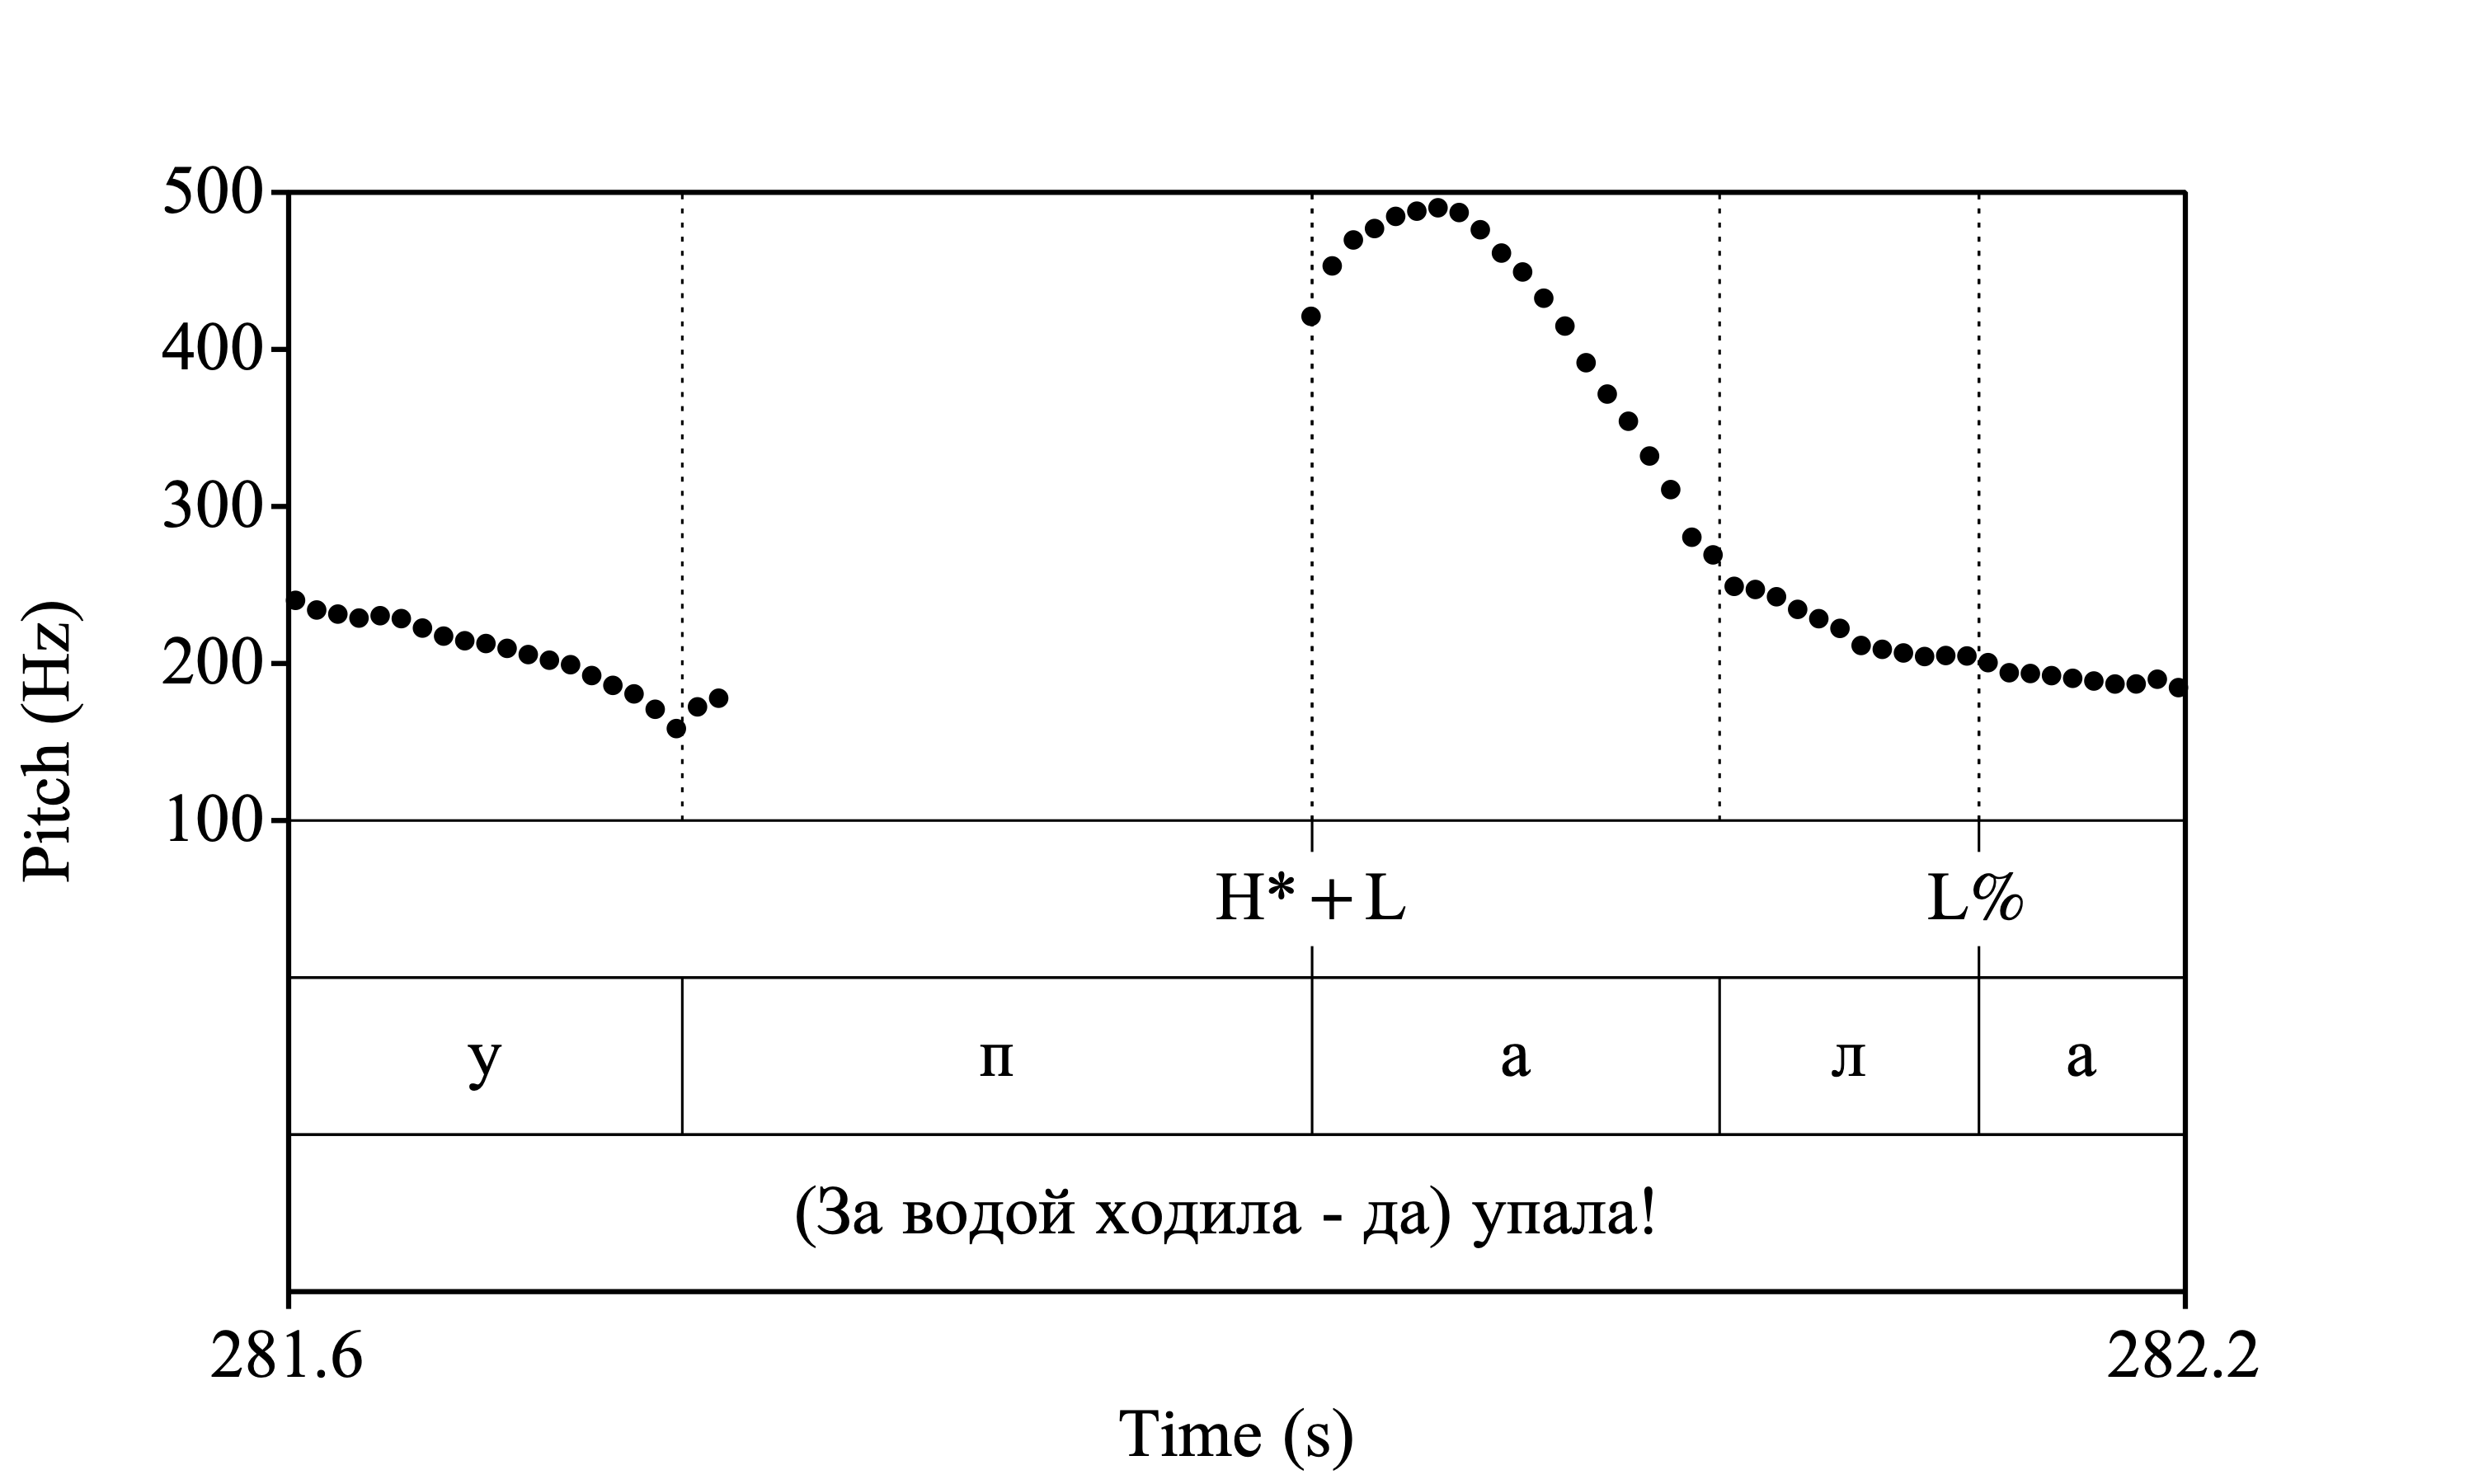 500
400
300
200
100
Pitch (Hz)
H*+L L%
у п а л а
(За водой ходила - да) упала!
281.6 282.2
Time (s)